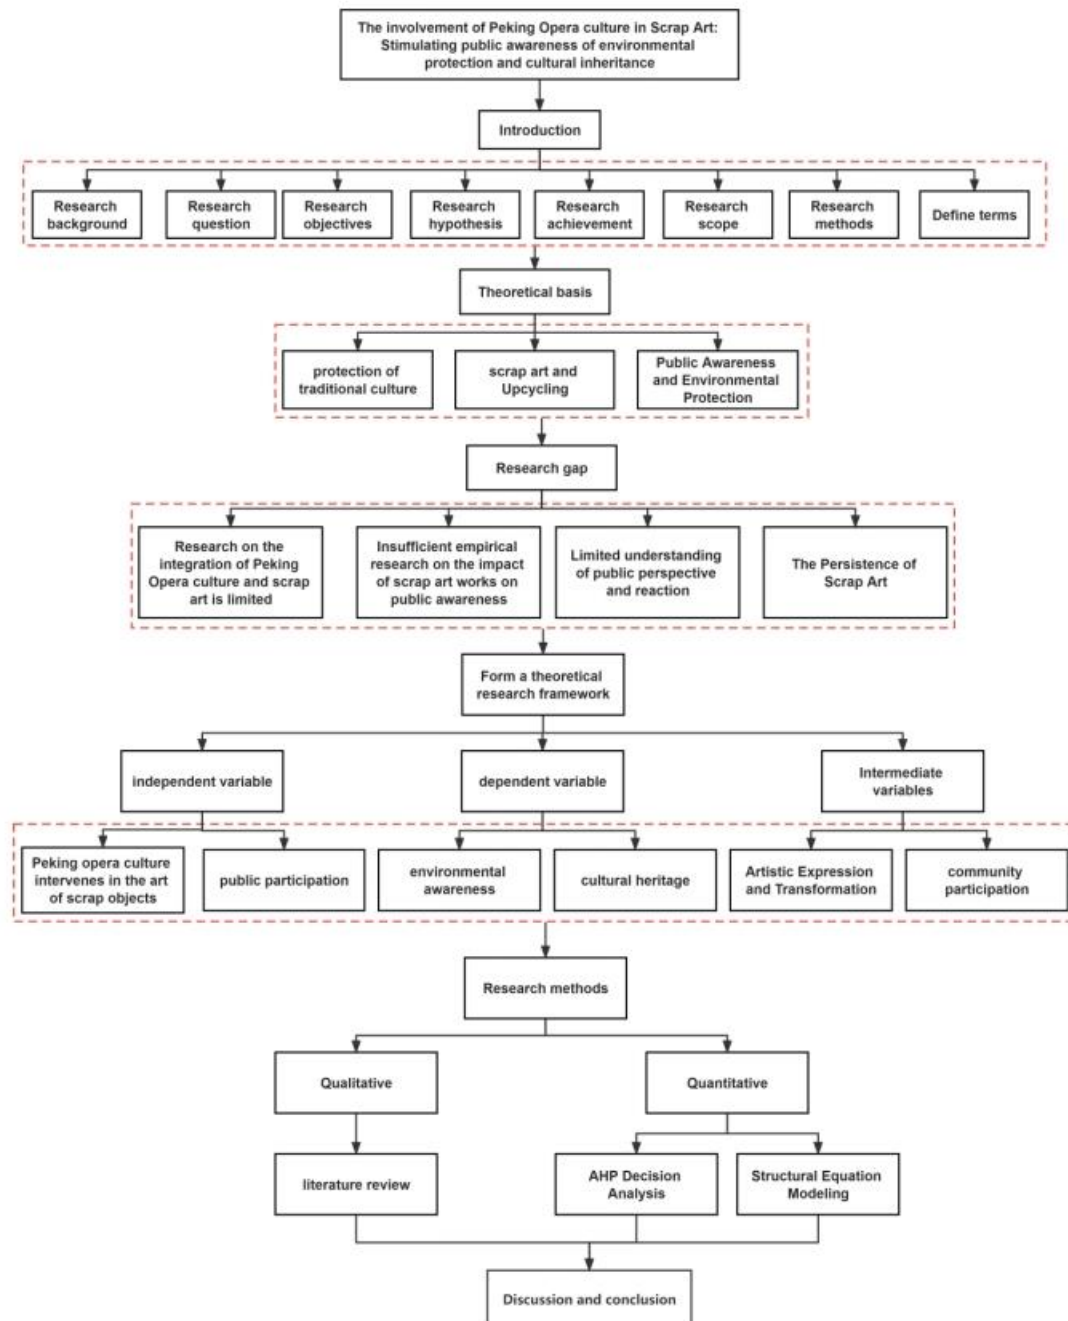 The involvement of Peking Opera culture in Scrap Art:
Stimulating public awareness of environmental
protection and cultural inheritance
Introduction
Research
background
Research
question
Research
objectives
Research
hypothesis
Research
achievement
Research
scope
Research
methods
Define terms
Theoretical basis
protection of
traditional culture
scrap art and
Upcycling
Public Awareness
and Environmental
Protection
Research gap
Research on the
integration of Peking
Opera culture and scrap
art is limited
Insufficient empirical
research on the impact
of scrap art works on
public awareness
Limited understanding
of public perspective
and reaction
The Persistence of
Scrap Art
Form a theoretical
research framework
independent variable
dependent variable
Intermediate
variables
Peking opera culture
intervenes in the art
of scrap objects
public participation
environmental
awareness
cultural heritage
Artistic Expression
and Transformation
community
participation
Research methods
Qualitative
Quantitative
literature review
AHP Decision
Analysis
Structural Equation
Modeling
Discussion and conclusion